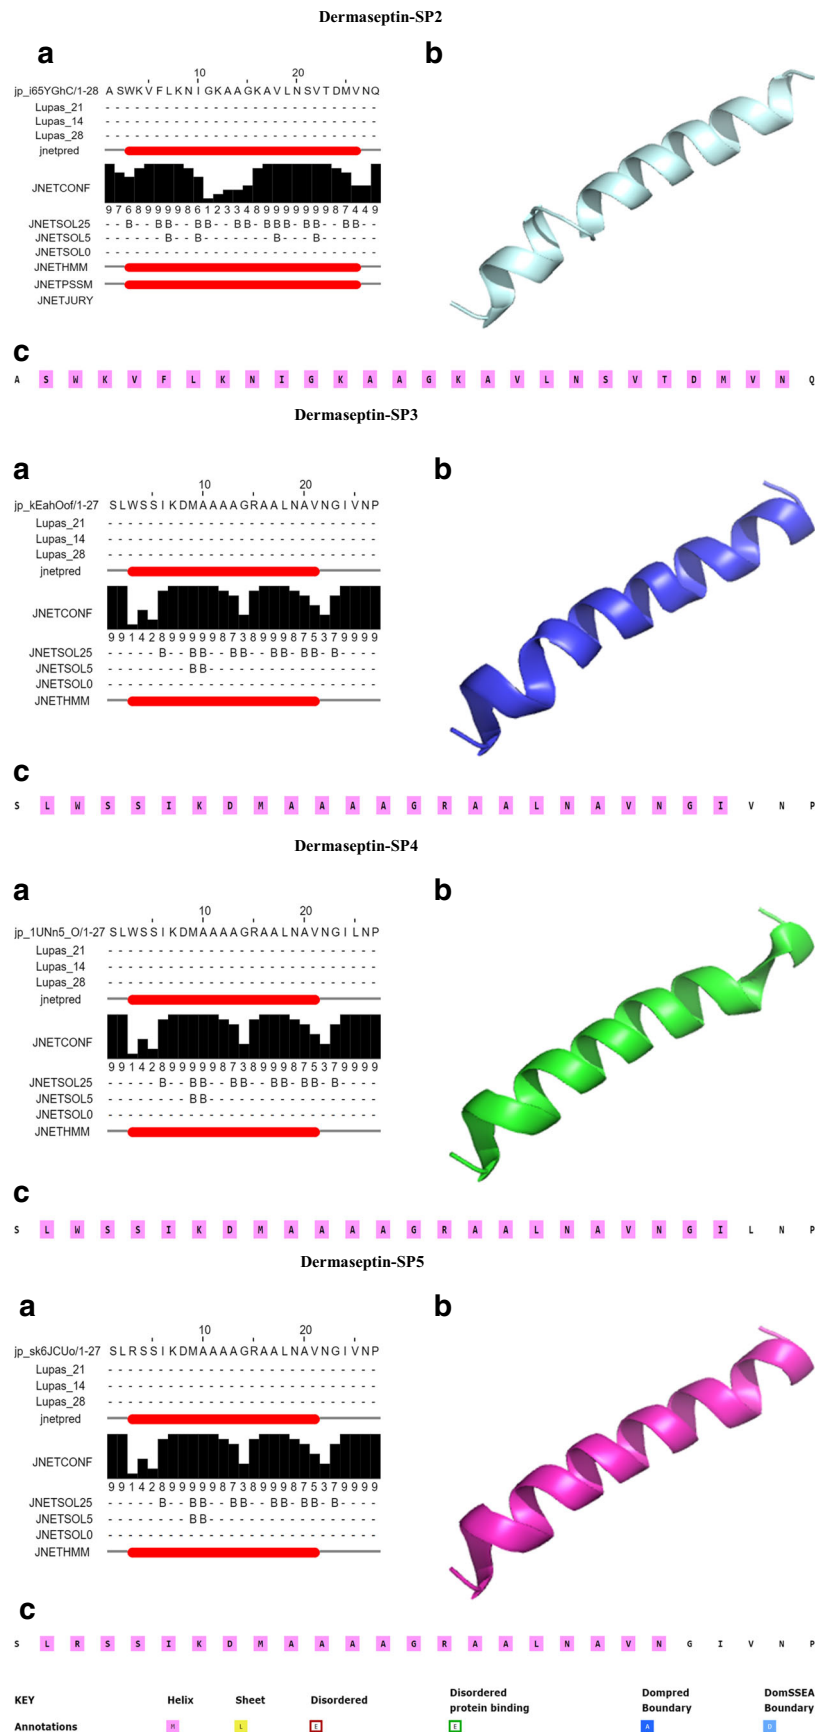 Dermaseptin-SP2
a
b
10 20
jp_i65YGhC/1-28 A S W K V F L K N I G K A A G K A V L N S V T D M V N Q
Lupas_21 - - - - - - - - - - - - - - - - - - - - - - - - - - - -
Lupas_14 - - - - - - - - - - - - - - - - - - - - - - - - - - - -
Lupas_28 - - - - - - - - - - - - - - - - - - - - - - - - - - - -
jnetpred
JNETCONF
9 7 6 8 9 9 9 9 8 6 1 2 3 3 4 8 9 9 9 9 8 9 9 8 7 4 4 9
JNETSOL25 - - B - - B B - - B B - - B B - B B B - B B - - B B - -
JNETSOL5 - - - - - - B - - B - - - - - - - B - - - B - - - - - -
JNETSOL0 - - - - - - - - - - - - - - - - - - - - - - - - - - - -
JNETHMM
JNETPSSM
JNETJURY
c
A S W K V F L K N I G K A A G K A V L N S V T D M V N Q
Dermaseptin-SP3
a
b
10 20
jp_kEahOof/1-27 S L W S S I K D M A A A A G R A A L N A V N G I V N P
Lupas_21 - - - - - - - - - - - - - - - - - - - - - - - - - - -
Lupas_14 - - - - - - - - - - - - - - - - - - - - - - - - - - -
Lupas_28 - - - - - - - - - - - - - - - - - - - - - - - - - - -
jnetpred
JNETCONF
9 9 1 4 2 8 9 9 9 9 9 8 7 3 8 9 9 9 8 7 5 3 7 9 9 9 9
JNETSOL25 - - - - - B - - B B - - B B - - B B - B B - B - - - -
JNETSOL5 - - - - - - - - B B - - - - - - - - - - - - - - - - -
JNETSOL0 - - - - - - - - - - - - - - - - - - - - - - - - - - -
JNETHMM
c
S L W S S I K D M A A A A G R A A L N A V N G I V N P
Dermaseptin-SP4
a
b
10 20
jp_1UNn5_O/1-27 S L W S S I K D M A A A A G R A A L N A V N G I L N P
Lupas_21 - - - - - - - - - - - - - - - - - - - - - - - - - - -
Lupas_14 - - - - - - - - - - - - - - - - - - - - - - - - - - -
Lupas_28 - - - - - - - - - - - - - - - - - - - - - - - - - - -
jnetpred
JNETCONF
9 9 1 4 2 8 9 9 9 9 9 8 7 3 8 9 9 9 8 7 5 3 7 9 9 9 9
JNETSOL25 - - - - - B - - B B - - B B - - B B - B B - B - - - -
JNETSOL5 - - - - - - - - B B - - - - - - - - - - - - - - - - -
JNETSOL0 - - - - - - - - - - - - - - - - - - - - - - - - - - -
JNETHMM
c
S L W S S I K D M A A A A G R A A L N A V N G I L N P
Dermaseptin-SP5
a
b
10 20
jp_sk6JCUo/1-27 S L R S S I K D M A A A A G R A A L N A V N G I V N P
Lupas_21 - - - - - - - - - - - - - - - - - - - - - - - - - - -
Lupas_14 - - - - - - - - - - - - - - - - - - - - - - - - - - -
Lupas_28 - - - - - - - - - - - - - - - - - - - - - - - - - - -
jnetpred
JNETCONF
9 9 1 4 2 8 9 9 9 9 9 8 7 3 8 9 9 9 8 7 5 3 7 9 9 9 9
JNETSOL25 - - - - - B - - B B - - B B - - B B - B B - B - - - -
JNETSOL5 - - - - - - - - B B - - - - - - - - - - - - - - - - -
JNETSOL0 - - - - - - - - - - - - - - - - - - - - - - - - - - -
JNETHMM
c
S L R S S I K D M A A A A G R A A L N A V N G I V N P
KEY Helix Sheet Disordered Disordered protein binding Dompred Boundary DomSSEA Boundary
Annotations H L E E A D